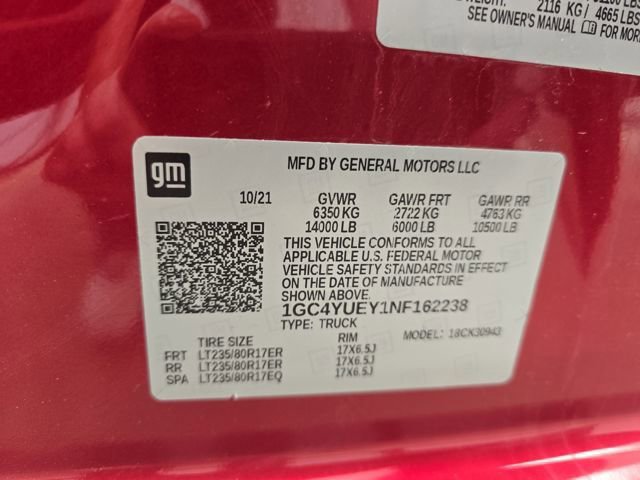 2116 KG / 4665 LBS
SEE OWNER'S MANUAL FOR MORE
gm
MFD BY GENERAL MOTORS LLC
10/21 GVWR GAWR FRT GAWR RR
6350 KG 2722 KG 4763 KG
14000 LB 6000 LB 10500 LB
THIS VEHICLE CONFORMS TO ALL
APPLICABLE U.S. FEDERAL MOTOR
VEHICLE SAFETY STANDARDS IN EFFECT
ON THE DATE OF MANUFACTURE
SHOWN ABOVE.
1GC4YUEY1NF162238
TYPE: TRUCK MODEL: 18CK30943
TIRE SIZE RIM
FRT LT235/80R17ER 17X6.5J
RR LT235/80R17ER 17X6.5J
SPA LT235/80R17EQ 17X6.5J